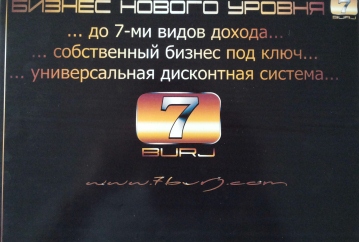 БИЗНЕС НОВОГО УРОВНЯ
... до 7-ми видов дохода...
... собственный бизнес под ключ...
... универсальная дисконтная система...
7
BURJ
www.7burj.com